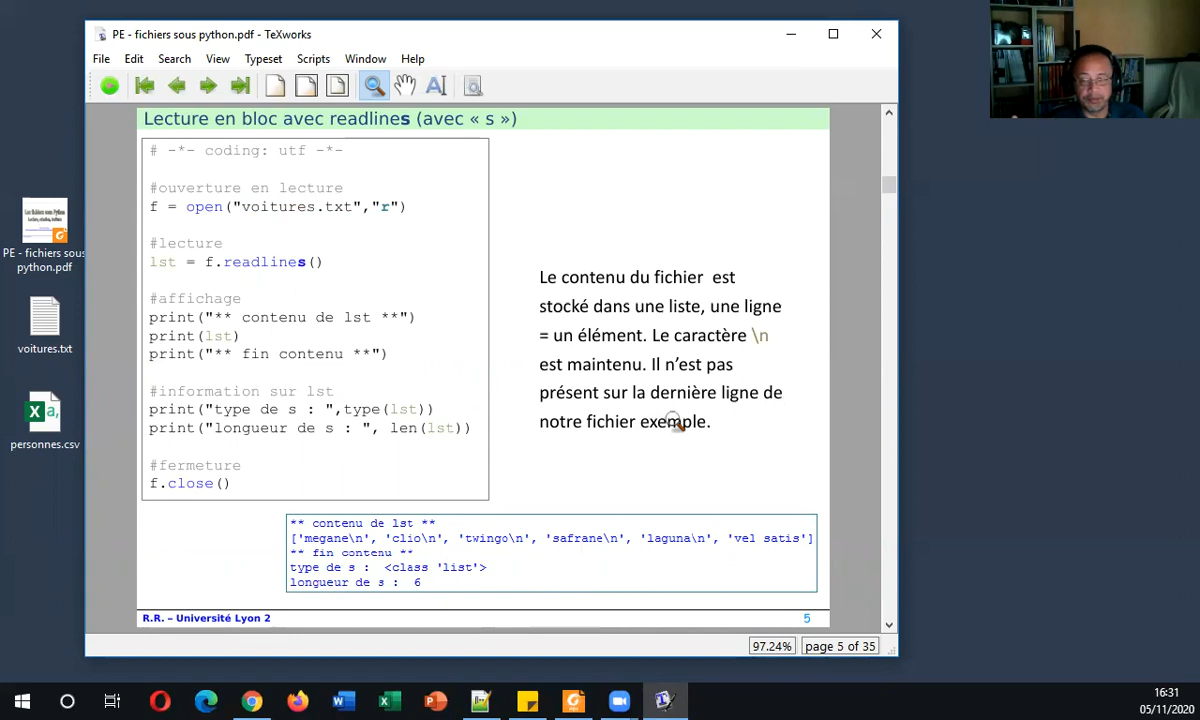 PE - fichiers sous python.pdf - TeXworks
File Edit Search View Typeset Scripts Window Help
Lecture en bloc avec readlines (avec « s »)
# -*- coding: utf -*-
#ouverture en lecture
f = open("voitures.txt","r")
#lecture
lst = f.readlines()
#affichage
print("** contenu de lst **")
print(lst)
print("** fin contenu **")
#information sur lst
print("type de s : ",type(lst))
print("longueur de s : ", len(lst))
#fermeture
f.close()
Le contenu du fichier est
stocké dans une liste, une ligne
= un élément. Le caractère \n
est maintenu. Il n’est pas
présent sur la dernière ligne de
notre fichier exemple.
** contenu de lst **
['megane\n', 'clio\n', 'twingo\n', 'safrane\n', 'laguna\n', 'vel satis']
** fin contenu **
type de s : <class 'list'>
longueur de s : 6
R.R. – Université Lyon 2
5
97.24%
page 5 of 35
PE - fichiers sous
python.pdf
voitures.txt
personnes.csv
16:31
05/11/2020